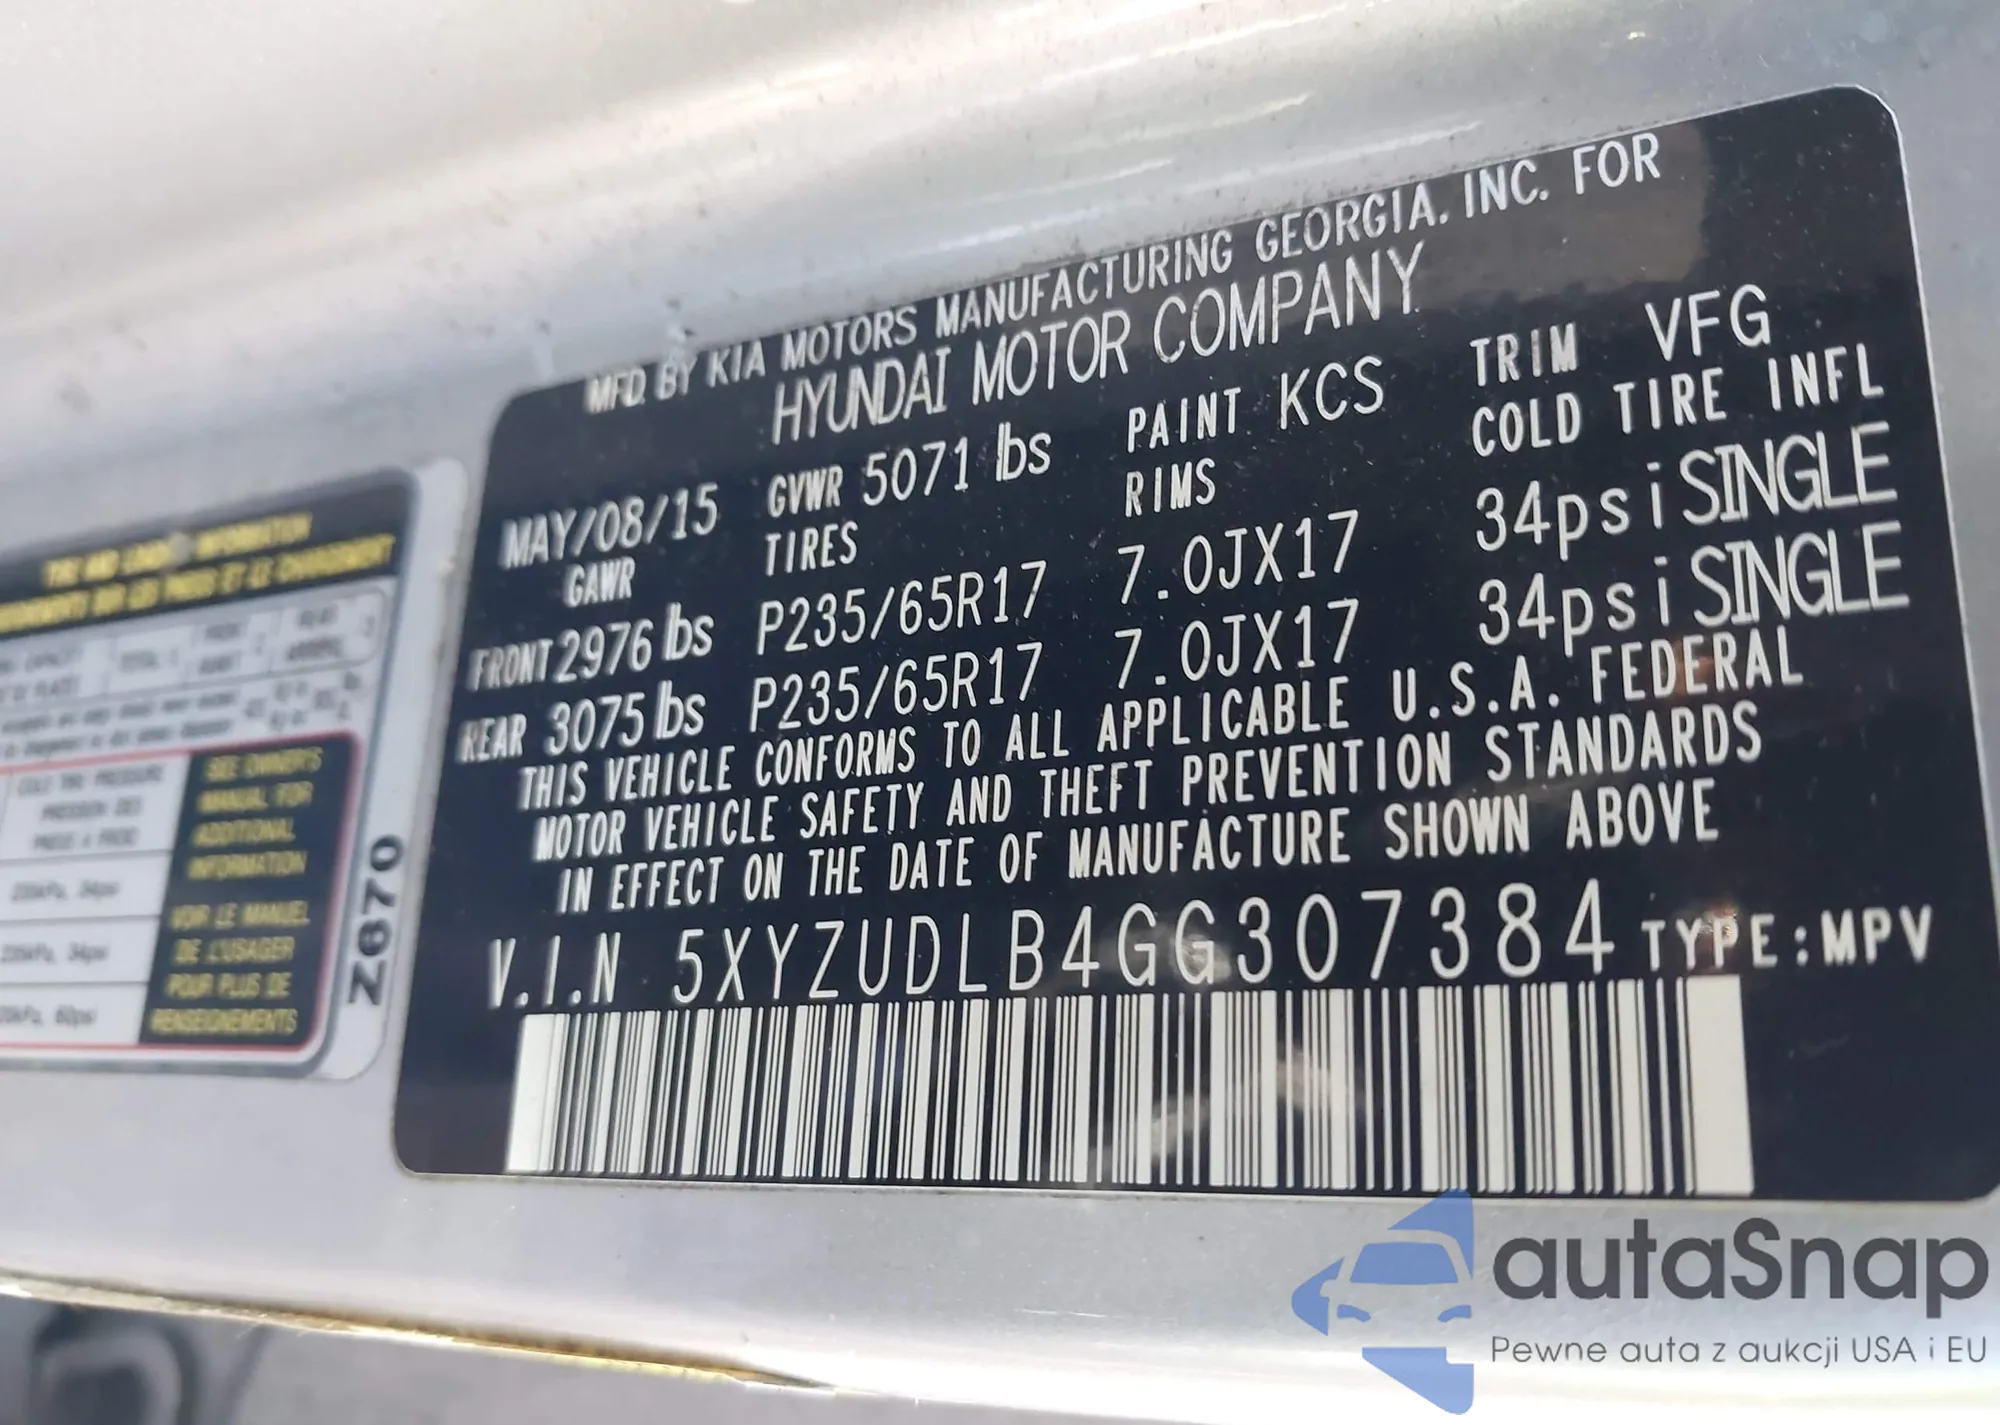 MFD. BY KIA MOTORS MANUFACTURING GEORGIA. INC. FOR
HYUNDAI MOTOR COMPANY
MAY/08/15 GVWR 5071 lbs PAINT KCS TRIM VFG
GAWR TIRES RIMS COLD TIRE INFL
FRONT 2976 lbs P235/65R17 7.0JX17 34psi SINGLE
REAR 3075 lbs P235/65R17 7.0JX17 34psi SINGLE
THIS VEHICLE CONFORMS TO ALL APPLICABLE U.S.A. FEDERAL
MOTOR VEHICLE SAFETY AND THEFT PREVENTION STANDARDS
IN EFFECT ON THE DATE OF MANUFACTURE SHOWN ABOVE
V.I.N 5XYZUDLB4GG307384 TYPE:MPV
SEE OWNER'S
MANUAL FOR
ADDITIONAL
INFORMATION
VOIR LE MANUEL
DE L'USAGER
POUR PLUS DE
RENSEIGNEMENTS
COLD TIRE PRESSURE
Z670
autaSnap
Pewne auta z aukcji USA i EU